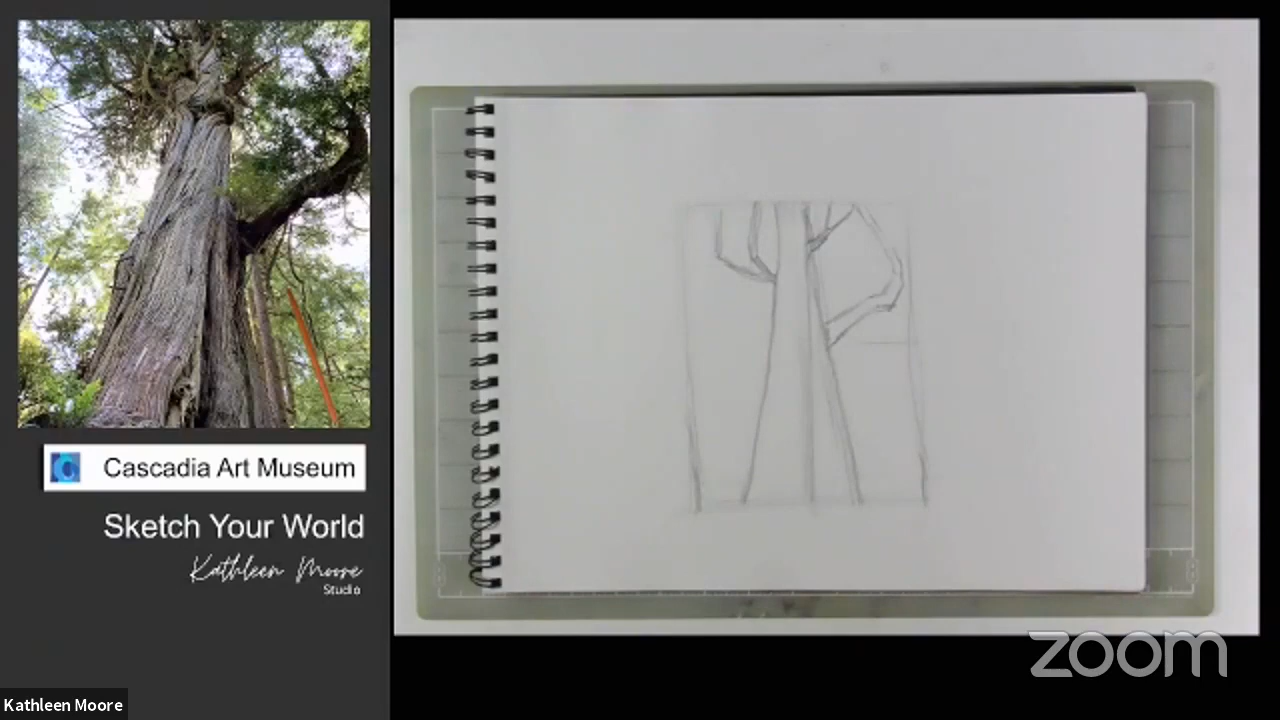 Cascadia Art Museum
Sketch Your World
Kathleen Moore
Studio
zoom
Kathleen Moore